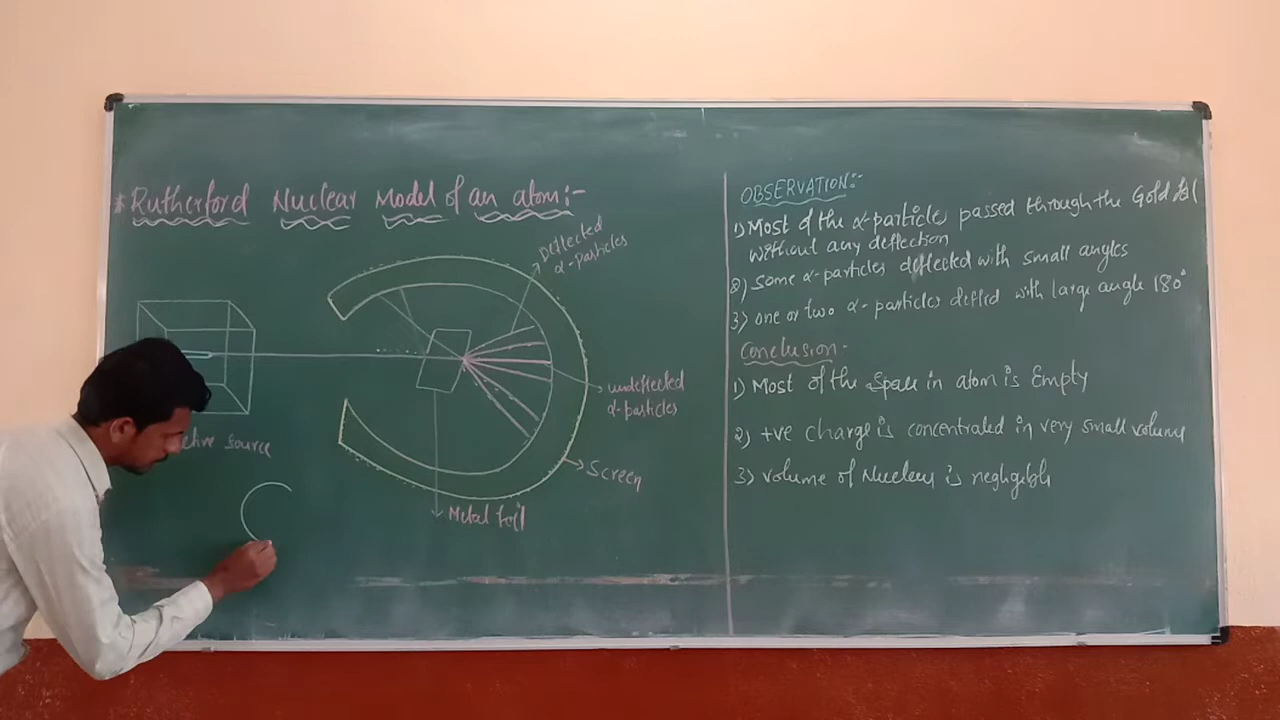 * Rutherford Nuclear Model of an atom:-
Deflected
α-particles
undeflected
α-particles
Screen
Metal foil
source
OBSERVATION:-
1) Most of the α-particles passed through the Gold foil
without any deflection
2) Some α-particles deflected with small angles
3) one or two α-particles deffled with large angle 180°
Conclusion:-
1) Most of the Space in atom is Empty
2) +ve charge is concentrated in very small volume
3) volume of Nucleus is negligible